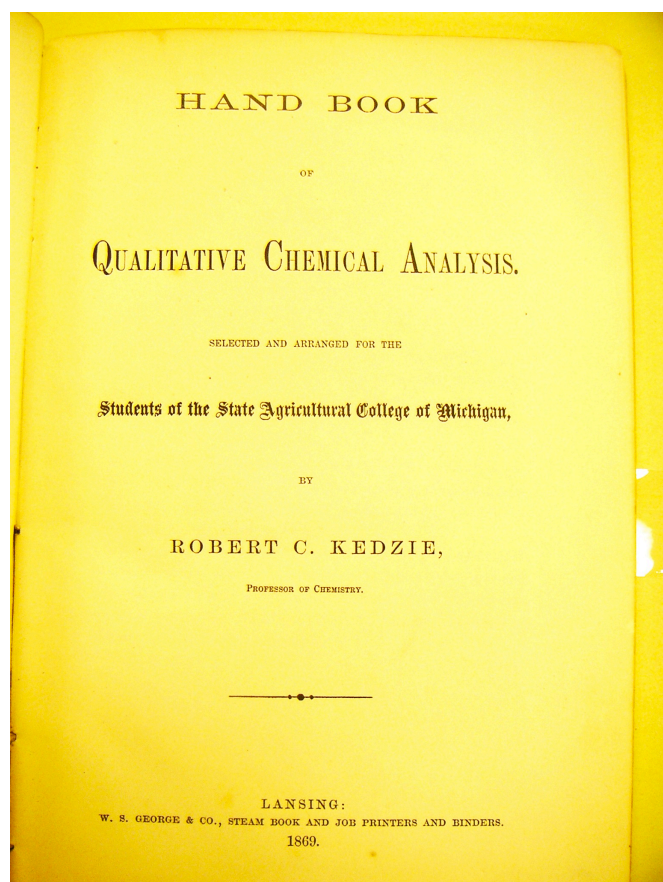 HAND BOOK
OF
QUALITATIVE CHEMICAL ANALYSIS.
SELECTED AND ARRANGED FOR THE
Students of the State Agricultural College of Michigan,
BY
ROBERT C. KEDZIE,
PROFESSOR OF CHEMISTRY.
LANSING:
W. S. GEORGE & CO., STEAM BOOK AND JOB PRINTERS AND BINDERS.
1869.